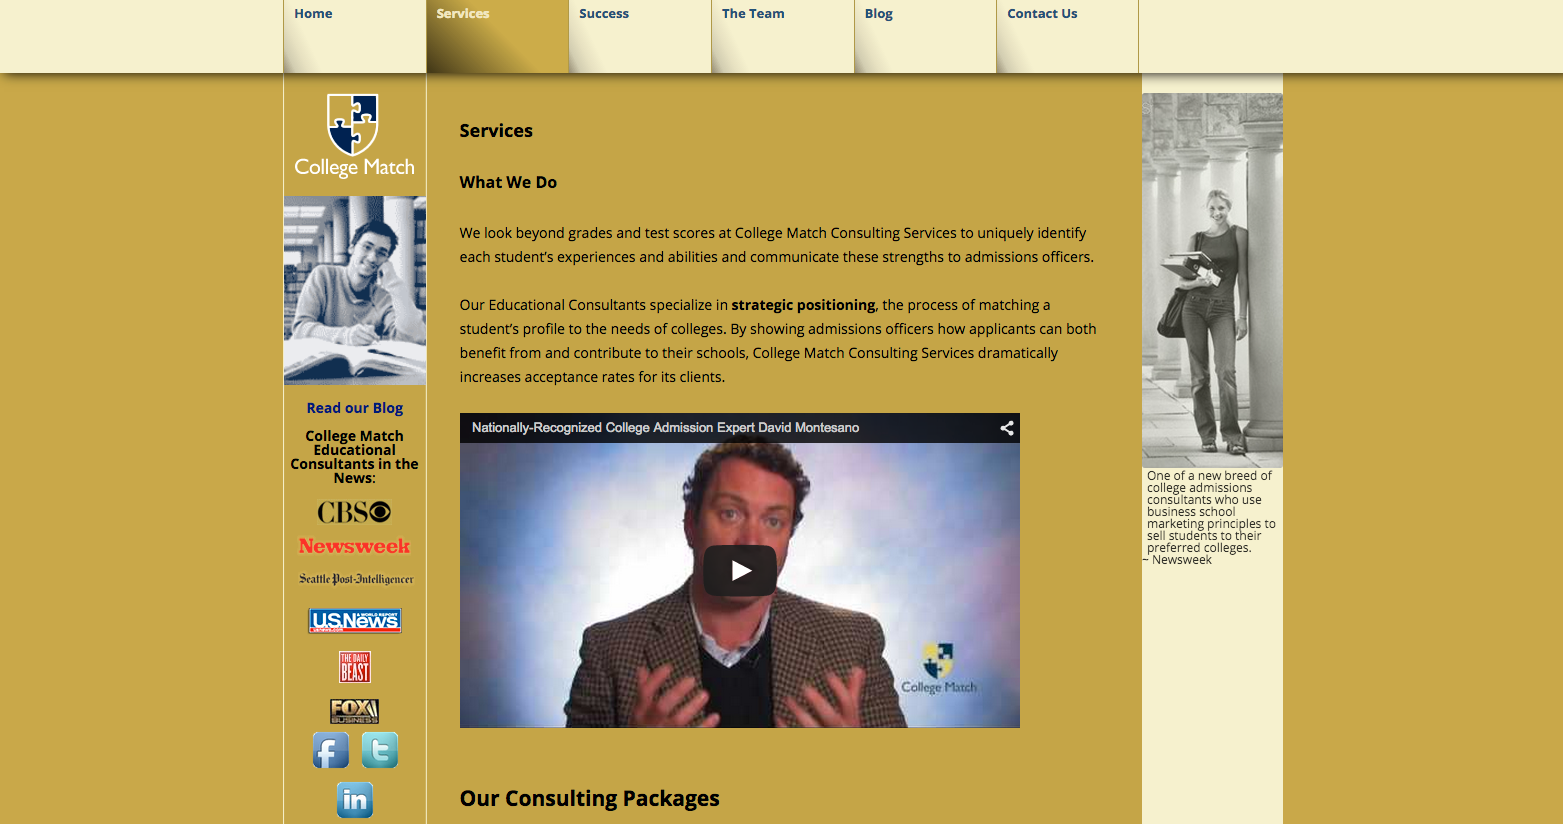 Home
Services
Success
The Team
Blog
Contact Us
College Match
Read our Blog
College Match
Educational
Consultants in the
News:
CBS
Newsweek
Seattle Post-Intelligencer
U.S.News
& WORLD REPORT
usnews.com
THE DAILY
BEAST
FOX
BUSINESS
f
t
in
Services
What We Do
We look beyond grades and test scores at College Match Consulting Services to uniquely identify
each student's experiences and abilities and communicate these strengths to admissions officers.
Our Educational Consultants specialize in strategic positioning, the process of matching a
student's profile to the needs of colleges. By showing admissions officers how applicants can both
benefit from and contribute to their schools, College Match Consulting Services dramatically
increases acceptance rates for its clients.
Nationally-Recognized College Admission Expert David Montesano
College Match
Our Consulting Packages
One of a new breed of
college admissions
consultants who use
business school
marketing principles to
sell students to their
preferred colleges.
~ Newsweek